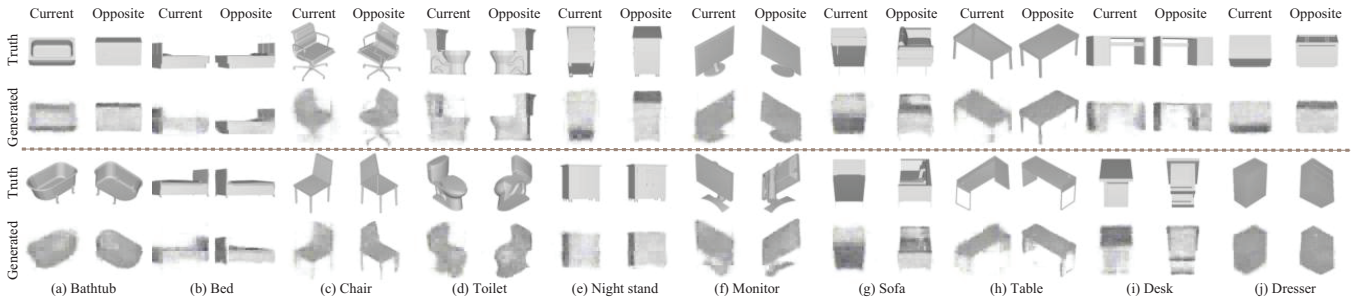 Current Opposite Current Opposite Current Opposite Current Opposite Current Opposite Current Opposite Current Opposite Current Opposite Current Opposite Current Opposite
Truth
Generated
Truth
Generated
(a) Bathtub (b) Bed (c) Chair (d) Toilet (e) Night stand (f) Monitor (g) Sofa (h) Table (i) Desk (j) Dresser